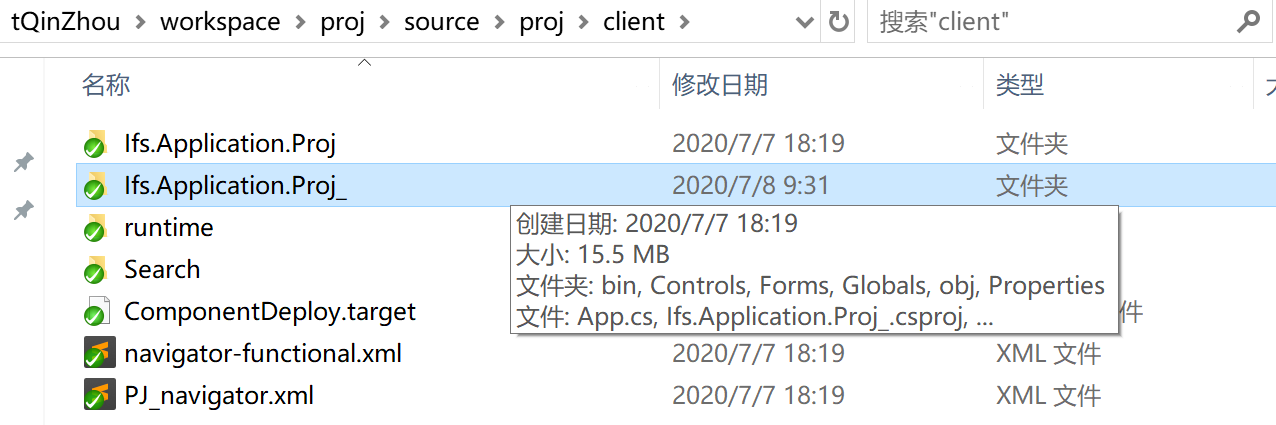 tQinZhou > workspace > proj > source > proj > client >
搜索"client"
名称 修改日期 类型
Ifs.Application.Proj 2020/7/7 18:19 文件夹
Ifs.Application.Proj_ 2020/7/8 9:31 文件夹
runtime
Search
ComponentDeploy.target 件
navigator-functional.xml 2020/7/7 18:19 XML 文件
PJ_navigator.xml 2020/7/7 18:19 XML 文件
创建日期: 2020/7/7 18:19
大小: 15.5 MB
文件夹: bin, Controls, Forms, Globals, obj, Properties
文件: App.cs, Ifs.Application.Proj_.csproj, ...